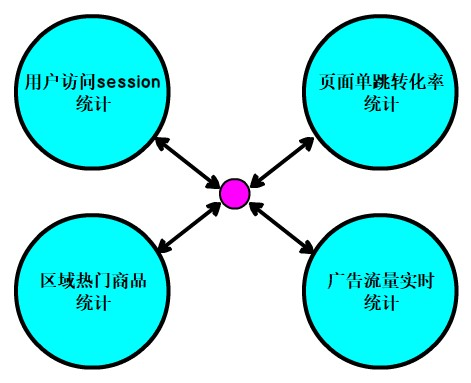 用户访问session
统计
页面单跳转化率
统计
区域热门商品
统计
广告流量实时
统计